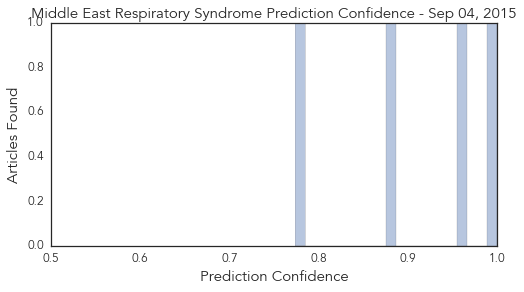 Middle East Respiratory Syndrome Prediction Confidence - Sep 04, 2015
1.0
0.8
0.6
0.4
0.2
0.0
Articles Found
0.5 0.6 0.7 0.8 0.9 1.0
Prediction Confidence